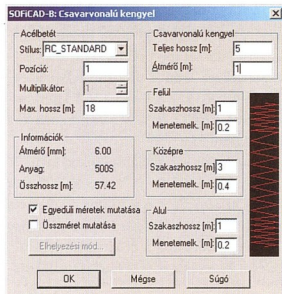 SOFiCAD-B: Csavarvonalú kengyel
Acélbetét
Stílus: RC_STANDARD
Pozíció: 1
Multiplikátor: 1
Max. hossz [m]: 18
Információk
Átmérő [mm]: 6.00
Anyag: 500S
Összhossz [m]: 57.42
Egyedüli méretek mutatása
Összméret mutatása
Elhelyezési mód...
Csavarvonalú kengyel
Teljes hossz [m]: 5
Átmérő [m]: 1
Felül
Szakaszhossz [m]: 1
Menetemelk. [m]: 0.2
Középre
Szakaszhossz [m]: 3
Menetemelk. [m]: 0.4
Alul
Szakaszhossz [m]: 1
Menetemelk. [m]: 0.2
OK
Mégse
Súgó